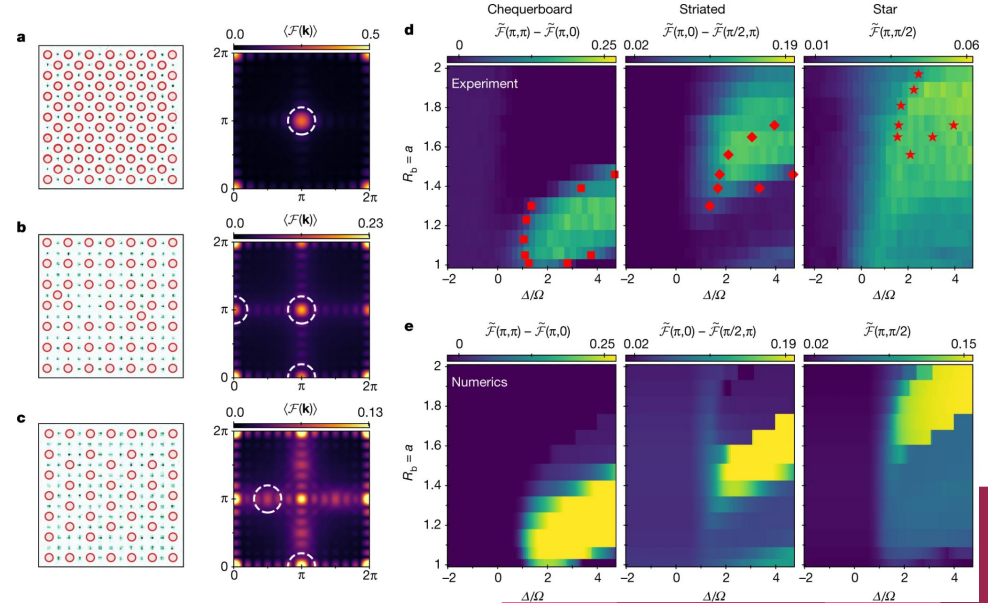 Chequerboard Striated Star
d F̃(π,π) − F̃(π,0) F̃(π,0) − F̃(π/2,π) F̃(π,π/2)
0 0.25 0.02 0.19 0.01 0.06
Experiment
R_b = a
2
1.8
1.6
1.4
1.2
1
−2 0 2 4 −2 0 2 4 −2 0 2 4
Δ/Ω Δ/Ω Δ/Ω
e F̃(π,π) − F̃(π,0) F̃(π,0) − F̃(π/2,π) F̃(π,π/2)
0 0.25 0.02 0.19 0.02 0.15
Numerics
R_b = a
2
1.8
1.6
1.4
1.2
1
−2 0 2 4 −2 0 2 4 −2 0 2 4
Δ/Ω Δ/Ω Δ/Ω
a
⟨F(k)⟩
0.0 0.5
2π
π
0
0 π 2π
b
⟨F(k)⟩
0.0 0.23
2π
π
0
0 π 2π
c
⟨F(k)⟩
0.0 0.13
2π
π
0
0 π 2π